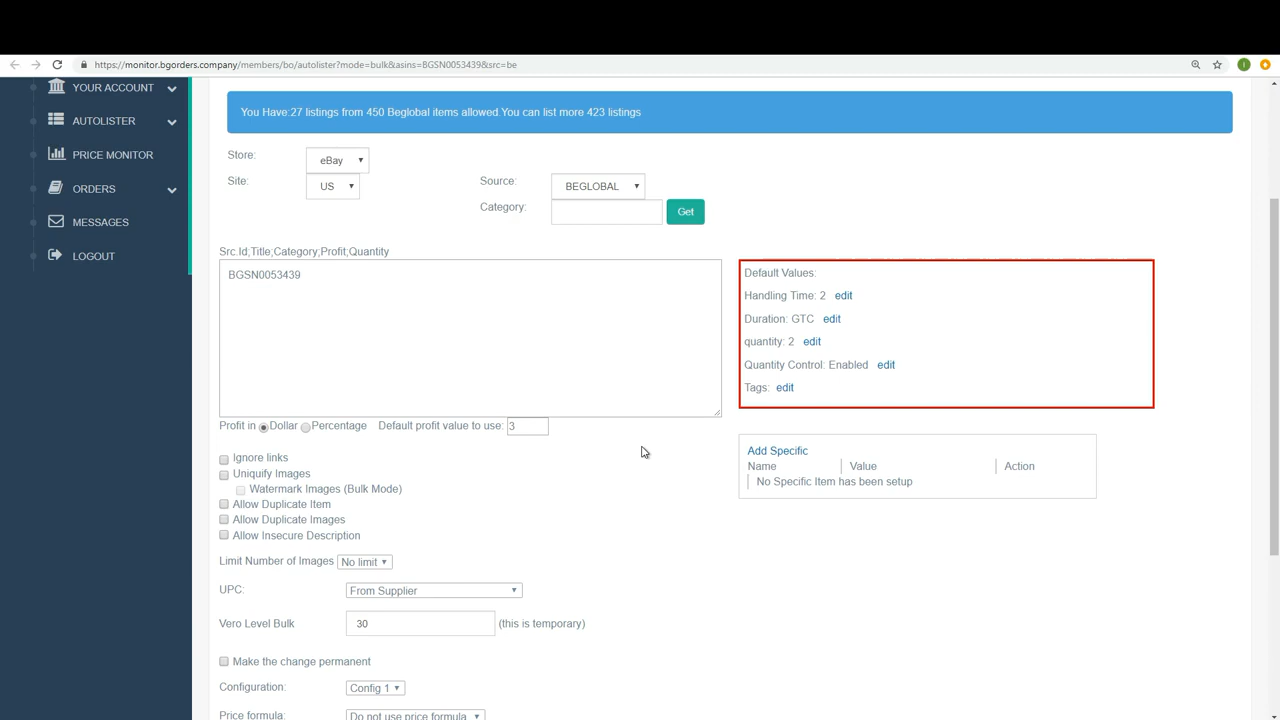 https://monitor.bgorders.company/members/bo/autolister?mode=bulk&asins=BGSN0053439&src=be
YOUR ACCOUNT
AUTOLISTER
PRICE MONITOR
ORDERS
MESSAGES
LOGOUT
You Have:27 listings from 450 Beglobal items allowed.You can list more 423 listings
Store: eBay
Site: US
Source: BEGLOBAL
Category: Get
Src.Id;Title;Category;Profit;Quantity
BGSN0053439
Default Values:
Handling Time: 2 edit
Duration: GTC edit
quantity: 2 edit
Quantity Control: Enabled edit
Tags: edit
Profit in Dollar Percentage Default profit value to use: 3
Add Specific
Name Value Action
No Specific Item has been setup
Ignore links
Uniquify Images
Watermark Images (Bulk Mode)
Allow Duplicate Item
Allow Duplicate Images
Allow Insecure Description
Limit Number of Images No limit
UPC: From Supplier
Vero Level Bulk 30 (this is temporary)
Make the change permanent
Configuration: Config 1
Price formula: Do not use price formula